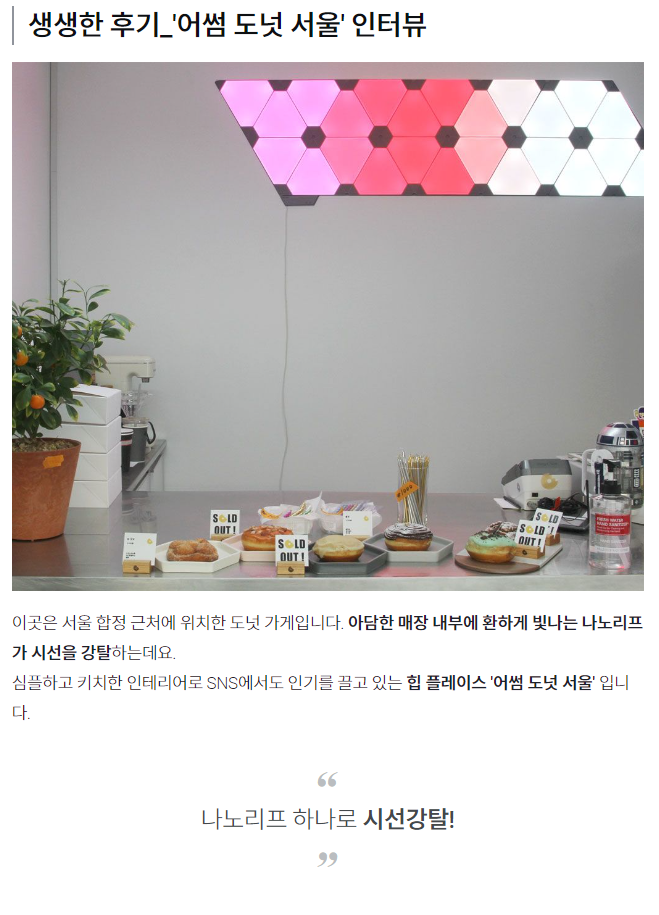 생생한 후기_'어썸 도넛 서울' 인터뷰
SOLD
OUT !
SOLD
OUT !
SOLD
OUT !
SOLD
OUT !
이곳은 서울 합정 근처에 위치한 도넛 가게입니다. 아담한 매장 내부에 환하게 빛나는 나노리프
가 시선을 강탈하는데요.
심플하고 키치한 인테리어로 SNS에서도 인기를 끌고 있는 힙 플레이스 '어썸 도넛 서울' 입니
다.
“
나노리프 하나로 시선강탈!
”